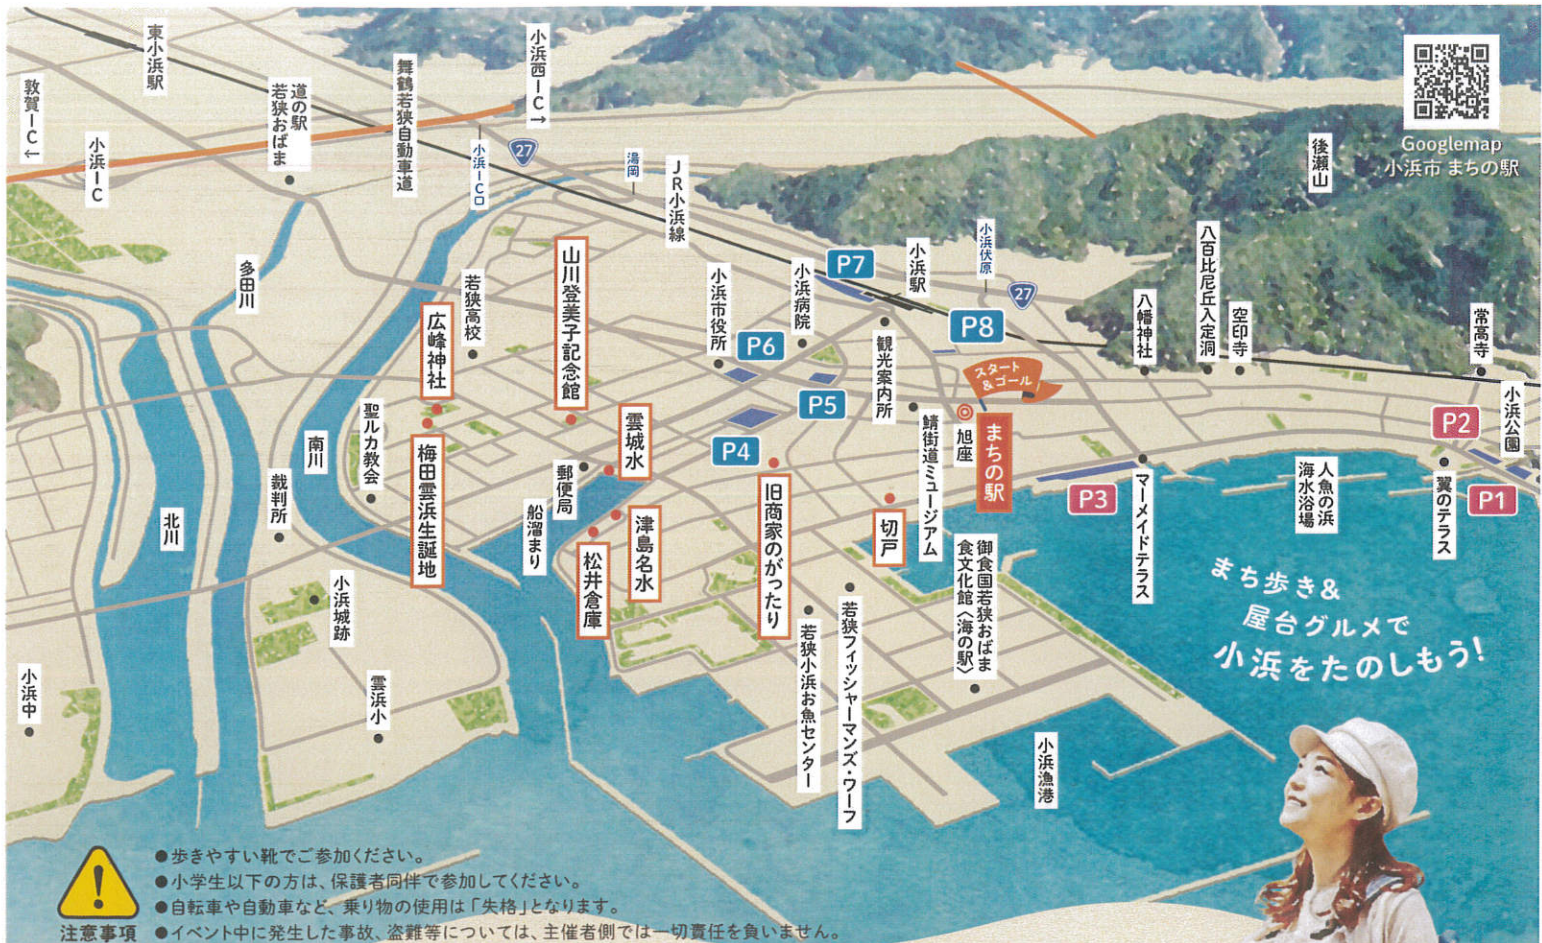 東小浜駅
敦賀IC←
小浜IC
道の駅
若狭おばま
舞鶴若狭自動車道
小浜西IC→
小浜IC口
27
湯岡
JR小浜線
後瀬山
Googlemap
小浜市 まちの駅
多田川
若狭高校
広峰神社
山川登美子記念館
小浜市役所
小浜病院
P7
小浜駅
小浜伏原
27
P8
P6
P5
P4
観光案内所
スタート
&ゴール
八幡神社
八百比尼丘入定洞
空印寺
常高寺
小浜公園
P2
P1
P3
南川
聖ルカ教会
梅田雲浜生誕地
裁判所
北川
郵便局
雲城水
船溜まり
津島名水
松井倉庫
旧商家のがったり
切戸
鯖街道ミュージアム
旭座
まちの駅
マーメイドテラス
人魚の浜
海水浴場
翼のテラス
小浜城跡
雲浜小
小浜中
若狭小浜お魚センター
若狭フィッシャーマンズ・ワーフ
御食国若狭おばま
食文化館〈海の駅〉
小浜漁港
まち歩き&
屋台グルメで
小浜をたのしもう!
注意事項
●歩きやすい靴でご参加ください。
●小学生以下の方は、保護者同伴で参加してください。
●自転車や自動車など、乗り物の使用は「失格」となります。
●イベント中に発生した事故、盗難等については、主催者側では一切責任を負いません。